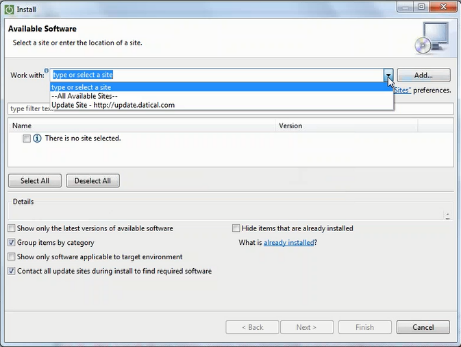 Install
Available Software
Select a site or enter the location of a site.
Work with: type or select a site Add...
type or select a site
--All Available Sites--
Sites" preferences.
Update Site - http://update.datical.com
type filter tex
Name Version
There is no site selected.
Select All Deselect All
Details
Show only the latest versions of available software Hide items that are already installed
Group items by category What is already installed?
Show only software applicable to target environment
Contact all update sites during install to find required software
< Back Next > Finish Cancel